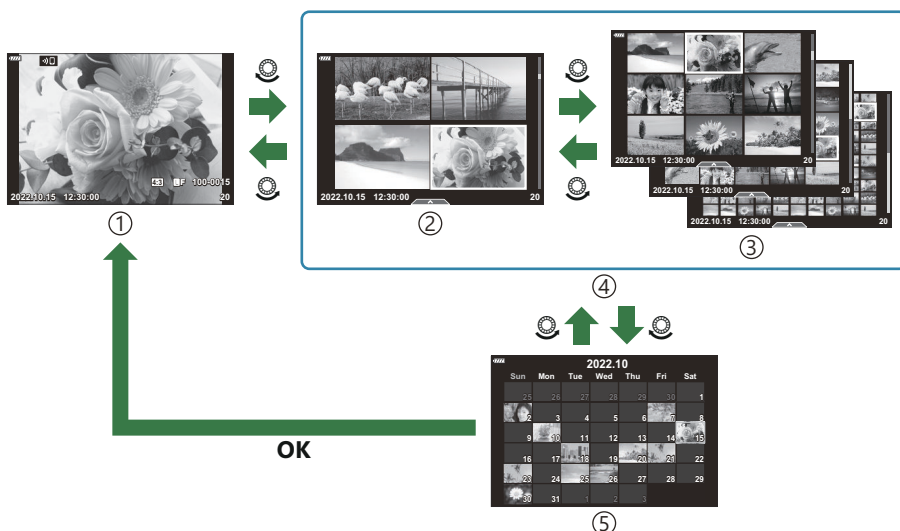 4:3 LF 100-0015
2022.10.15 12:30:00 20
①
2022.10.15 12:30:00 20
②
2022.10.15 12:30:00 20
2022.10.15 12:30:00 20
2022.10.15 12:30:00 20
③
④
2022.10
Sun Mon Tue Wed Thu Fri Sat
25 26 27 28 29 30 1
2 3 4 5 6 7 8
9 10 11 12 13 14 15
16 17 18 19 20 21 22
23 24 25 26 27 28 29
30 31 1 2 3
OK
⑤